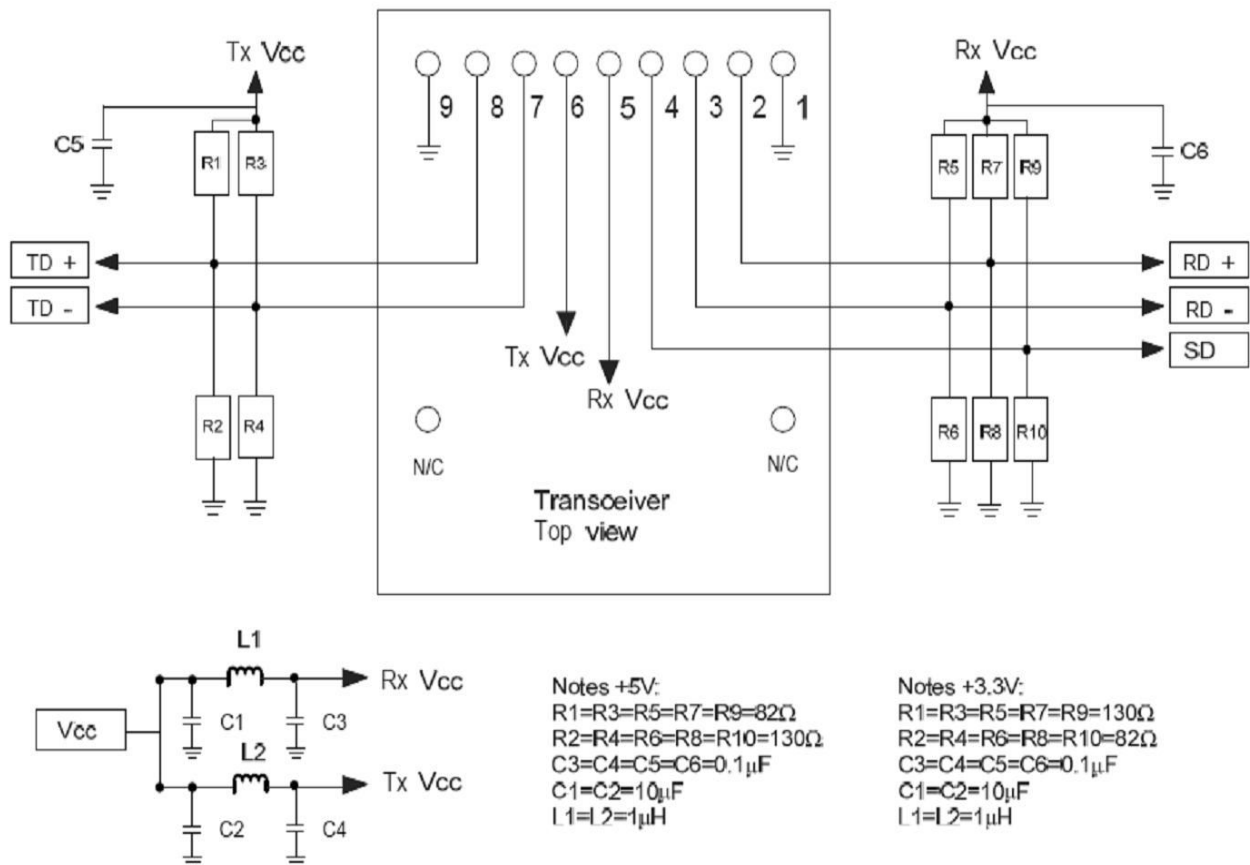 Tx Vcc
Rx Vcc
9 8 7 6 5 4 3 2 1
C5
R1 R3
R5 R7 R9
C6
TD +
RD +
TD -
RD -
SD
Tx Vcc
Rx Vcc
R2 R4
R6 R8 R10
N/C
N/C
Transceiver
Top view
L1
Rx Vcc
C1 C3
Vcc
L2
Tx Vcc
C2 C4
Notes +5V:
R1=R3=R5=R7=R9=82Ω
R2=R4=R6=R8=R10=130Ω
C3=C4=C5=C6=0.1μF
C1=C2=10μF
L1=L2=1μH
Notes +3.3V:
R1=R3=R5=R7=R9=130Ω
R2=R4=R6=R8=R10=82Ω
C3=C4=C5=C6=0.1μF
C1=C2=10μF
L1=L2=1μH